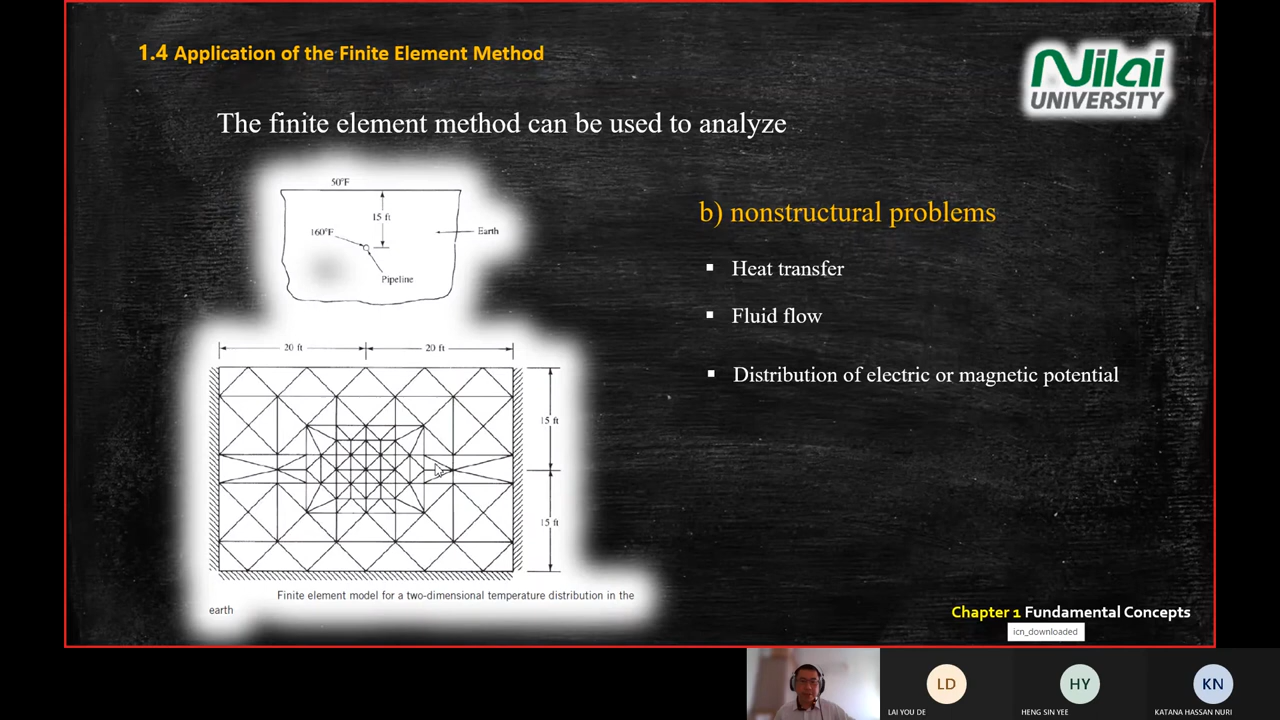 1.4 Application of the Finite Element Method
Nilai
UNIVERSITY
The finite element method can be used to analyze
50°F
15 ft
160°F
Earth
Pipeline
b) nonstructural problems
Heat transfer
Fluid flow
Distribution of electric or magnetic potential
20 ft
20 ft
15 ft
15 ft
Finite element model for a two-dimensional temperature distribution in the
earth
Chapter 1 Fundamental Concepts
icn_downloaded
LD
HY
KN
LAI YOU DE
HENG SIN YEE
KATANA HASSAN NURI